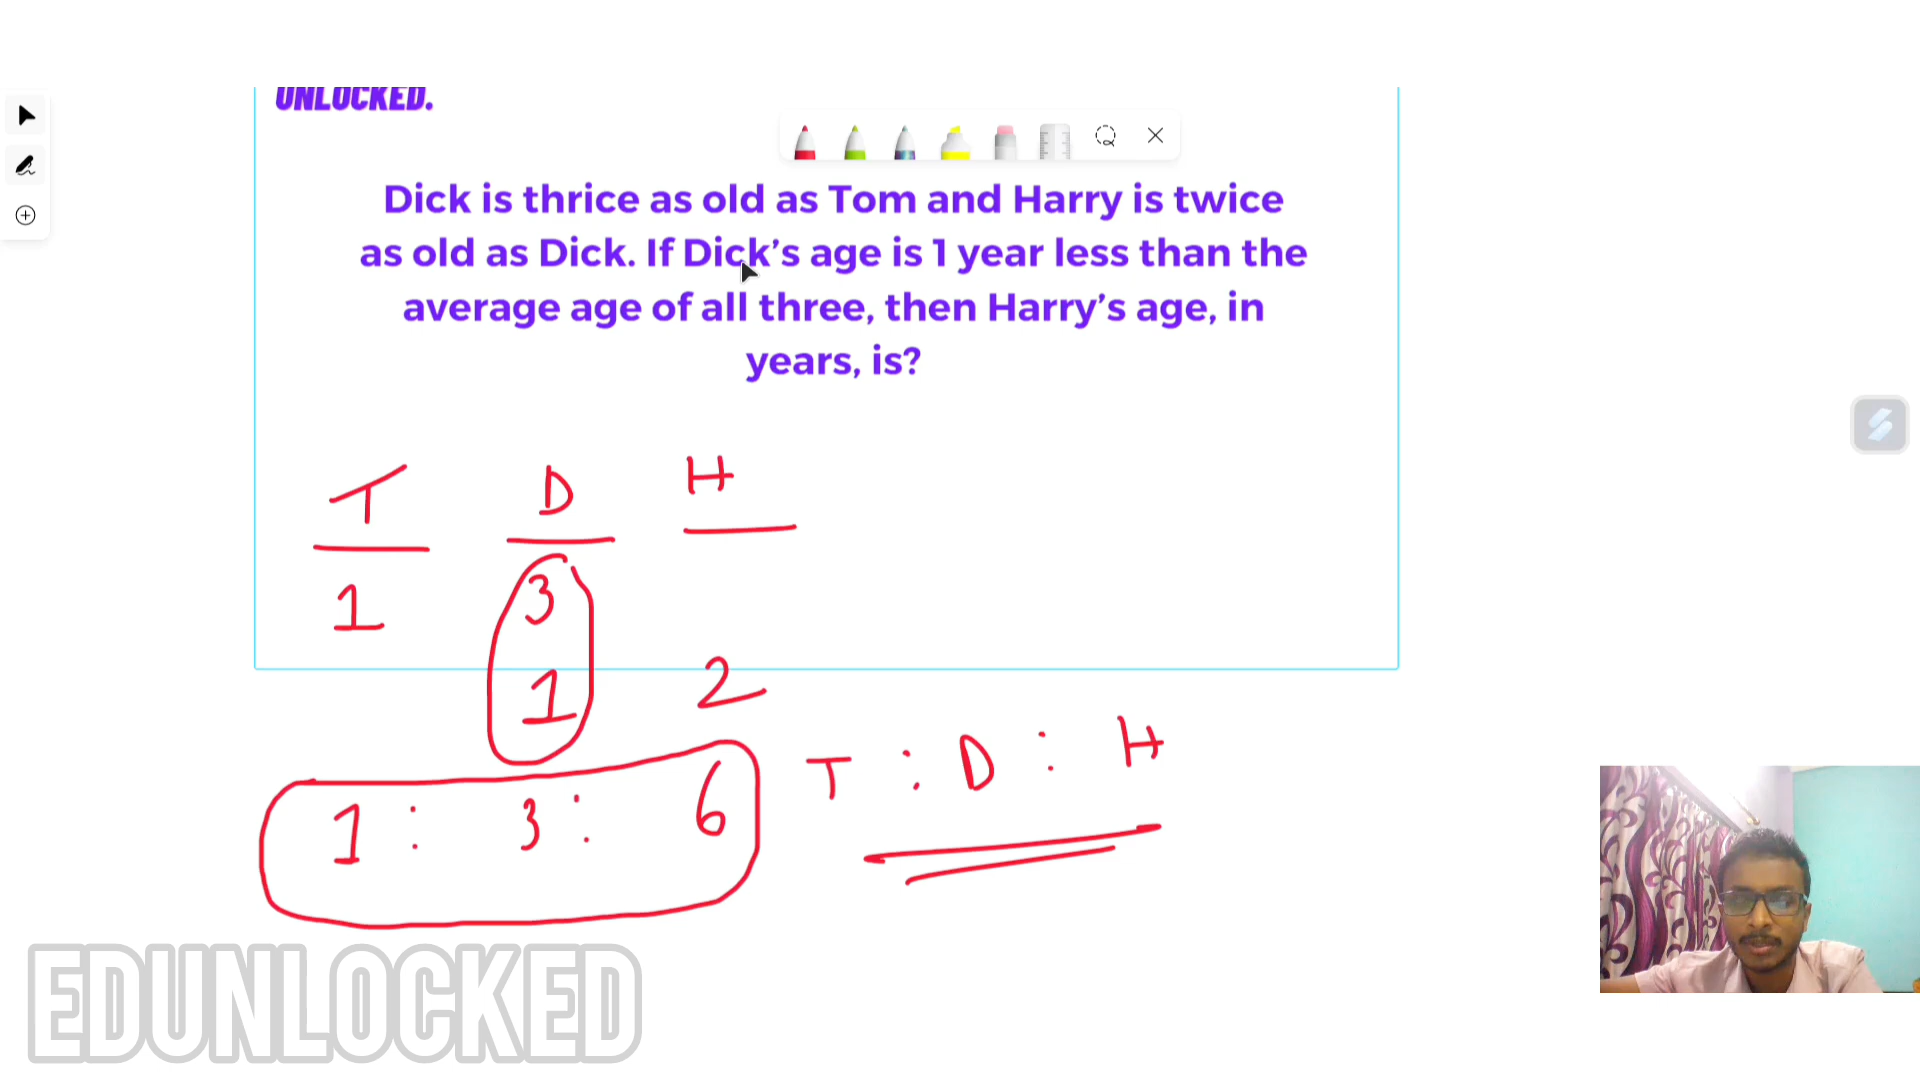 UNLOCKED.
Dick is thrice as old as Tom and Harry is twice
as old as Dick. If Dick's age is 1 year less than the
average age of all three, then Harry's age, in
years, is?
T D H
1 3
1 2
1 : 3 : 6
T : D : H
EDUNLOCKED